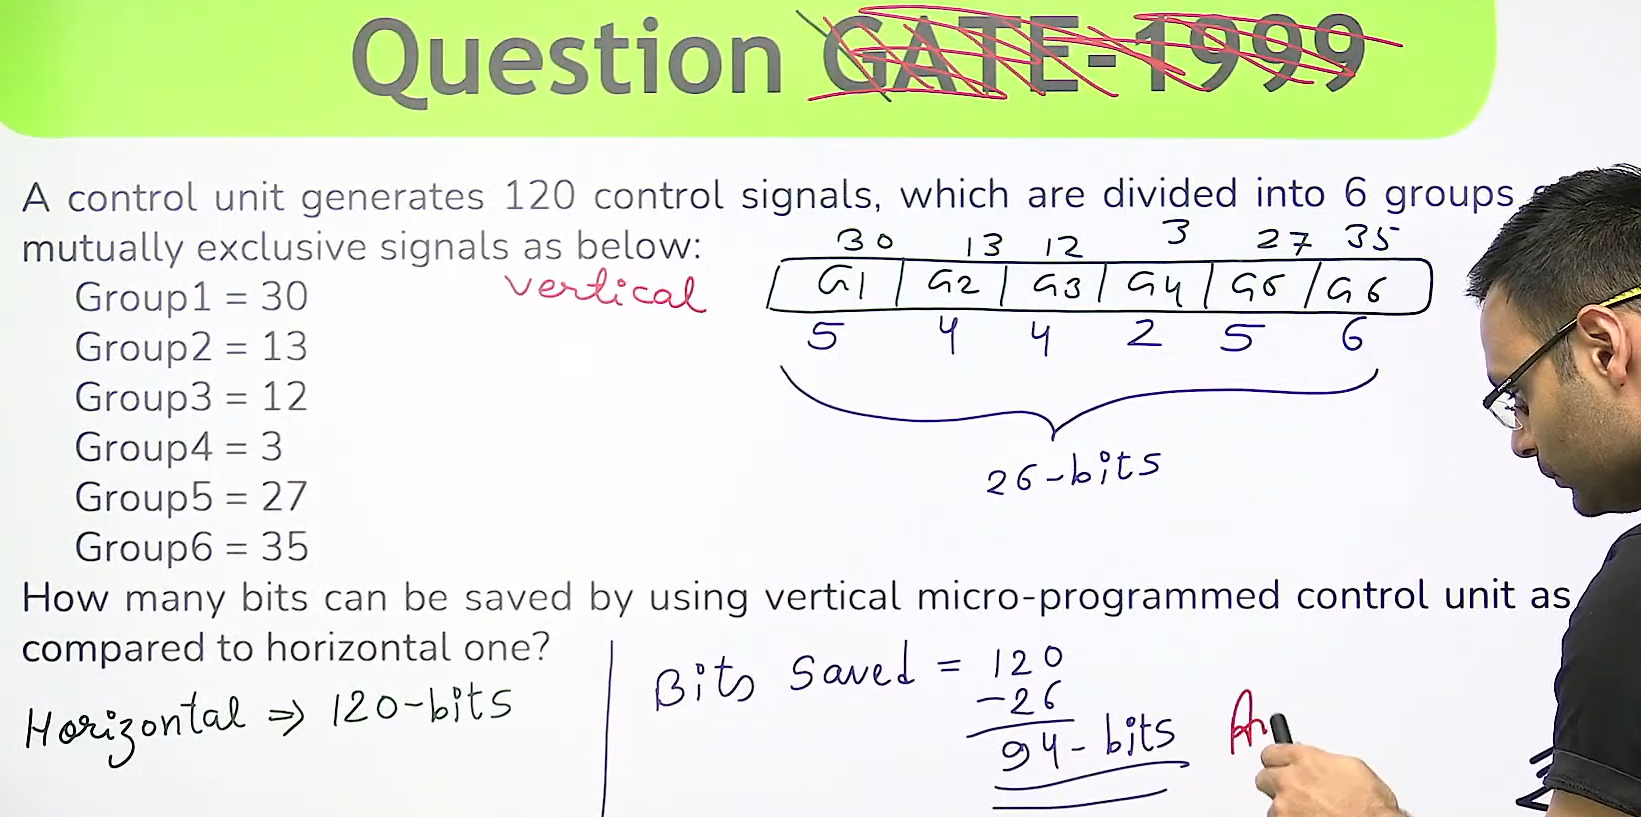 Question GATE-1999
A control unit generates 120 control signals, which are divided into 6 groups
mutually exclusive signals as below:
Group1 = 30
Group2 = 13
Group3 = 12
Group4 = 3
Group5 = 27
Group6 = 35
vertical
30 13 12 3 27 35
G1 G2 G3 G4 G5 G6
5 4 4 2 5 6
26-bits
How many bits can be saved by using vertical micro-programmed control unit as
compared to horizontal one?
Horizontal ⇒ 120-bits
Bits Saved = 120
-26
94-bits